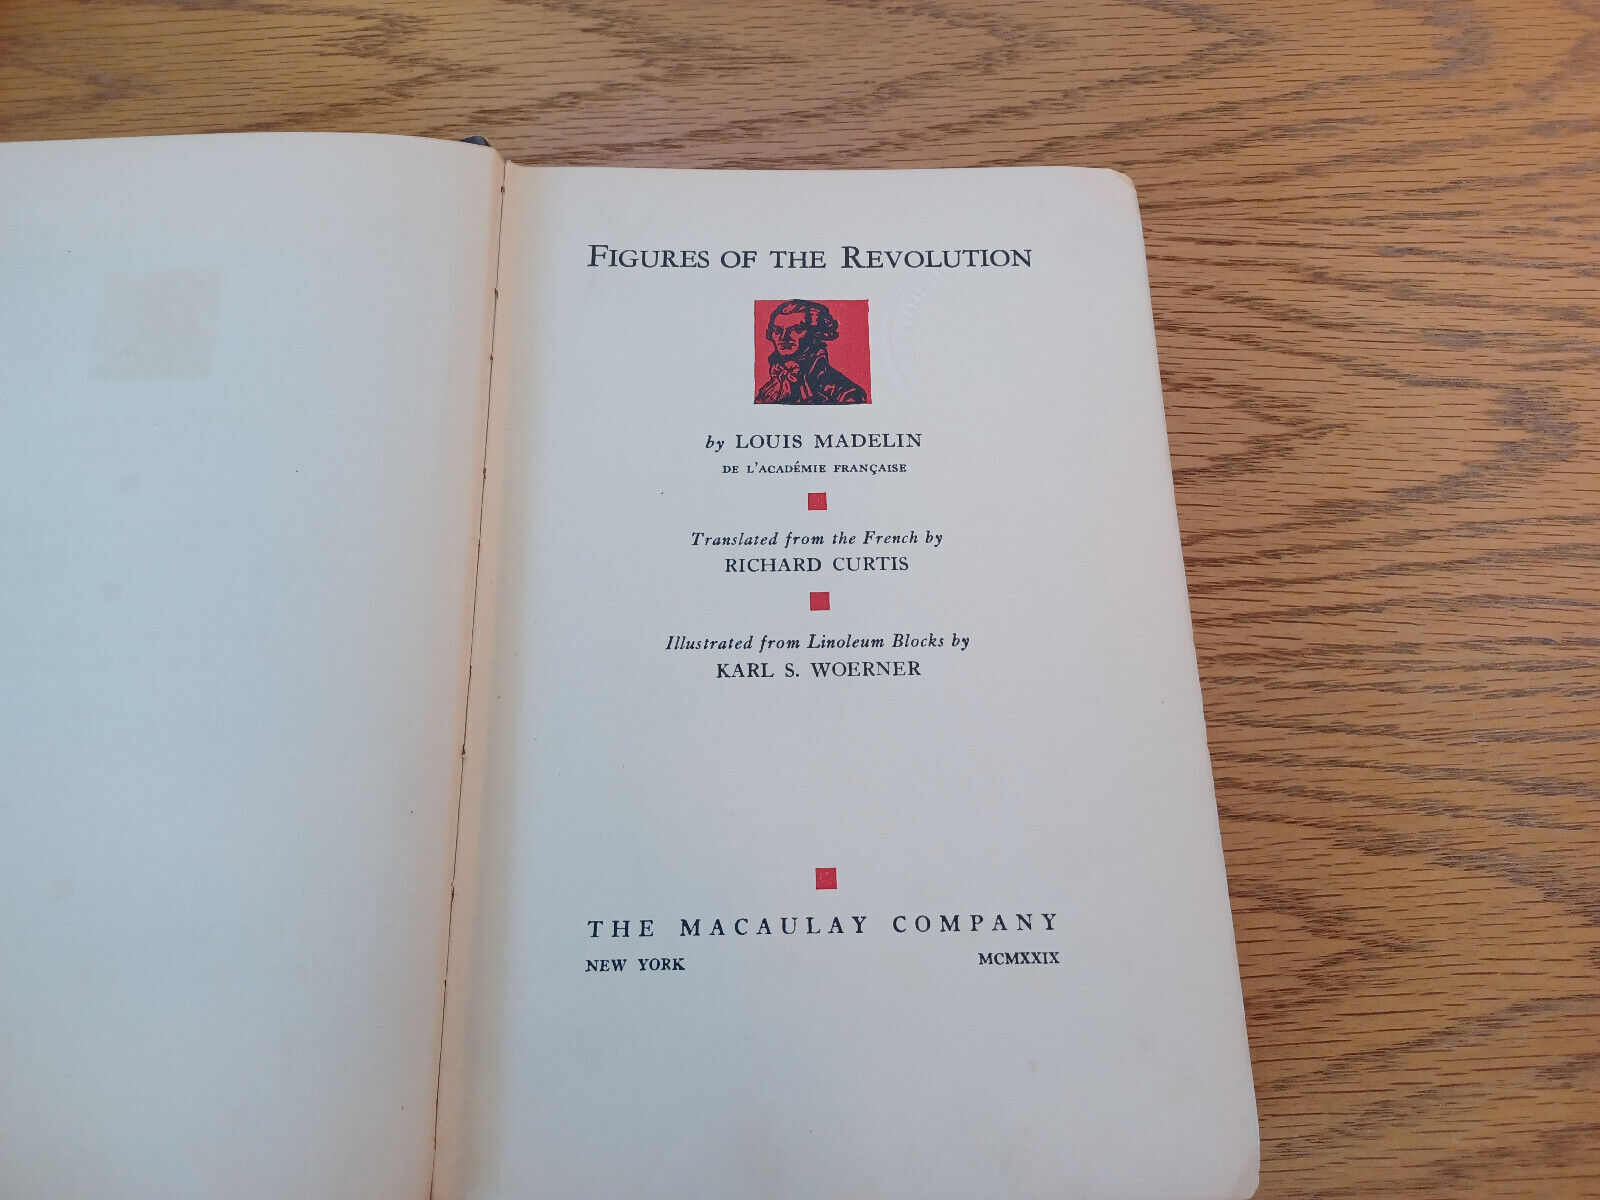 FIGURES OF THE REVOLUTION
by LOUIS MADELIN
DE L'ACADÉMIE FRANÇAISE
Translated from the French by
RICHARD CURTIS
Illustrated from Linoleum Blocks by
KARL S. WOERNER
THE MACAULAY COMPANY
NEW YORK MCMXXIX